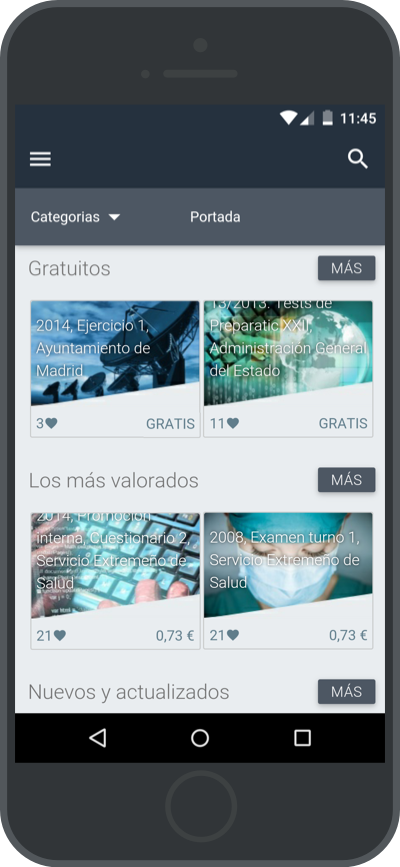 11:45
Categorias
Portada
Gratuitos
MÁS
2014, Ejercicio 1,
Ayuntamiento de
Madrid
3
GRATIS
13/2013. Tests de
Preparatic XXI,
Administración General
del Estado
11
GRATIS
Los más valorados
MÁS
2014, Promoción
interna, Cuestionario 2,
Servicio Extremeño de
Salud
21
0,73 €
2008, Examen turno 1,
Servicio Extremeño de
Salud
21
0,73 €
Nuevos y actualizados
MÁS